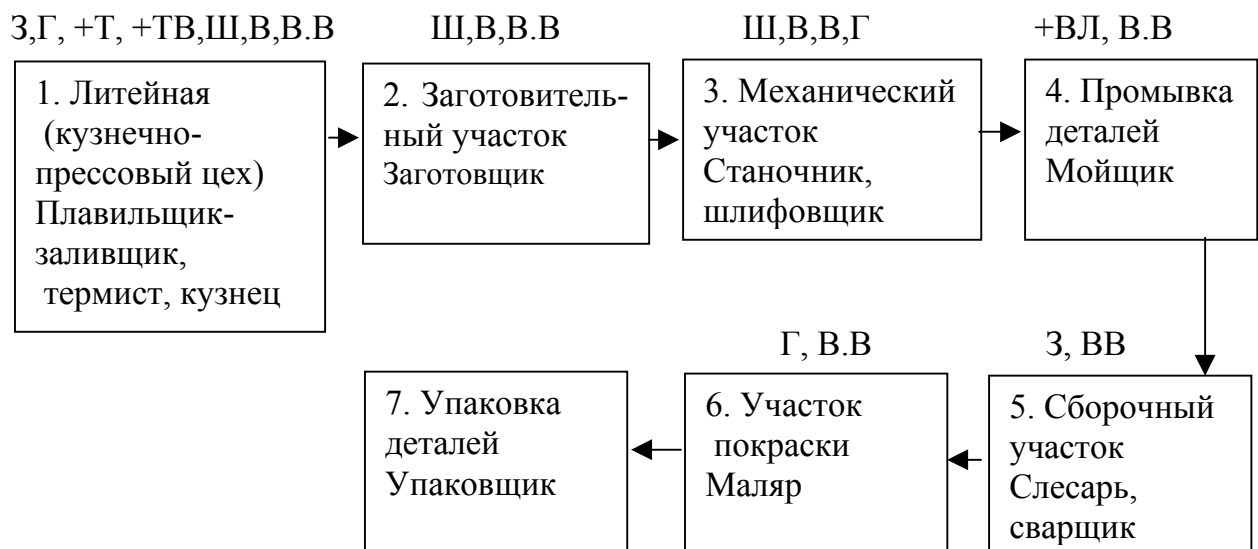 З,Г, +Т, +ТВ,Ш,В,В.В
1. Литейная
(кузнечно-
прессовый цех)
Плавильщик-
заливщик,
термист, кузнец
Ш,В,В.В
2. Заготовитель-
ный участок
Заготовщик
Ш,В,В,Г
3. Механический
участок
Станочник,
шлифовщик
+ВЛ, В.В
4. Промывка
деталей
Мойщик
З, ВВ
5. Сборочный
участок
Слесарь,
сварщик
Г, В.В
6. Участок
покраски
Маляр
7. Упаковка
деталей
Упаковщик